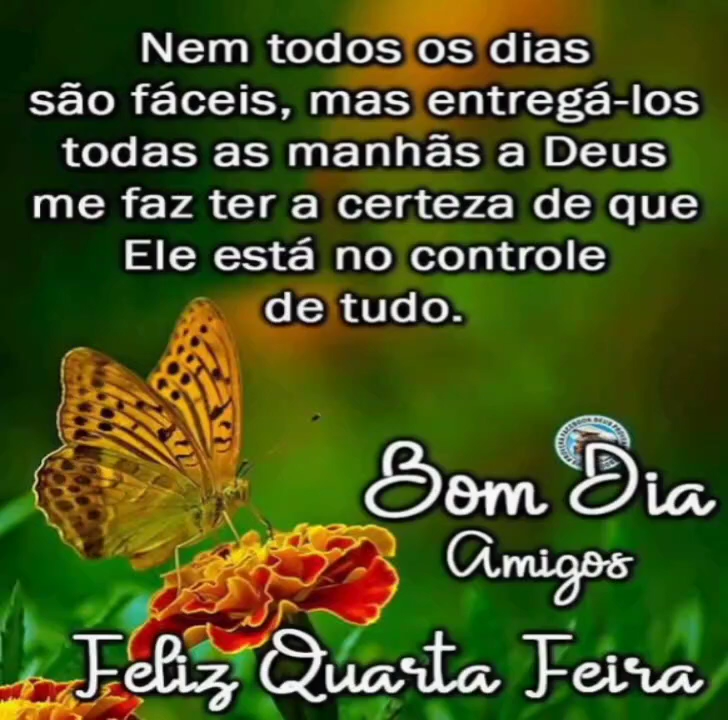 Nem todos os dias
são fáceis, mas entregá-los
todas as manhãs a Deus
me faz ter a certeza de que
Ele está no controle
de tudo.
Bom Dia
Amigos
Feliz Quarta Feira